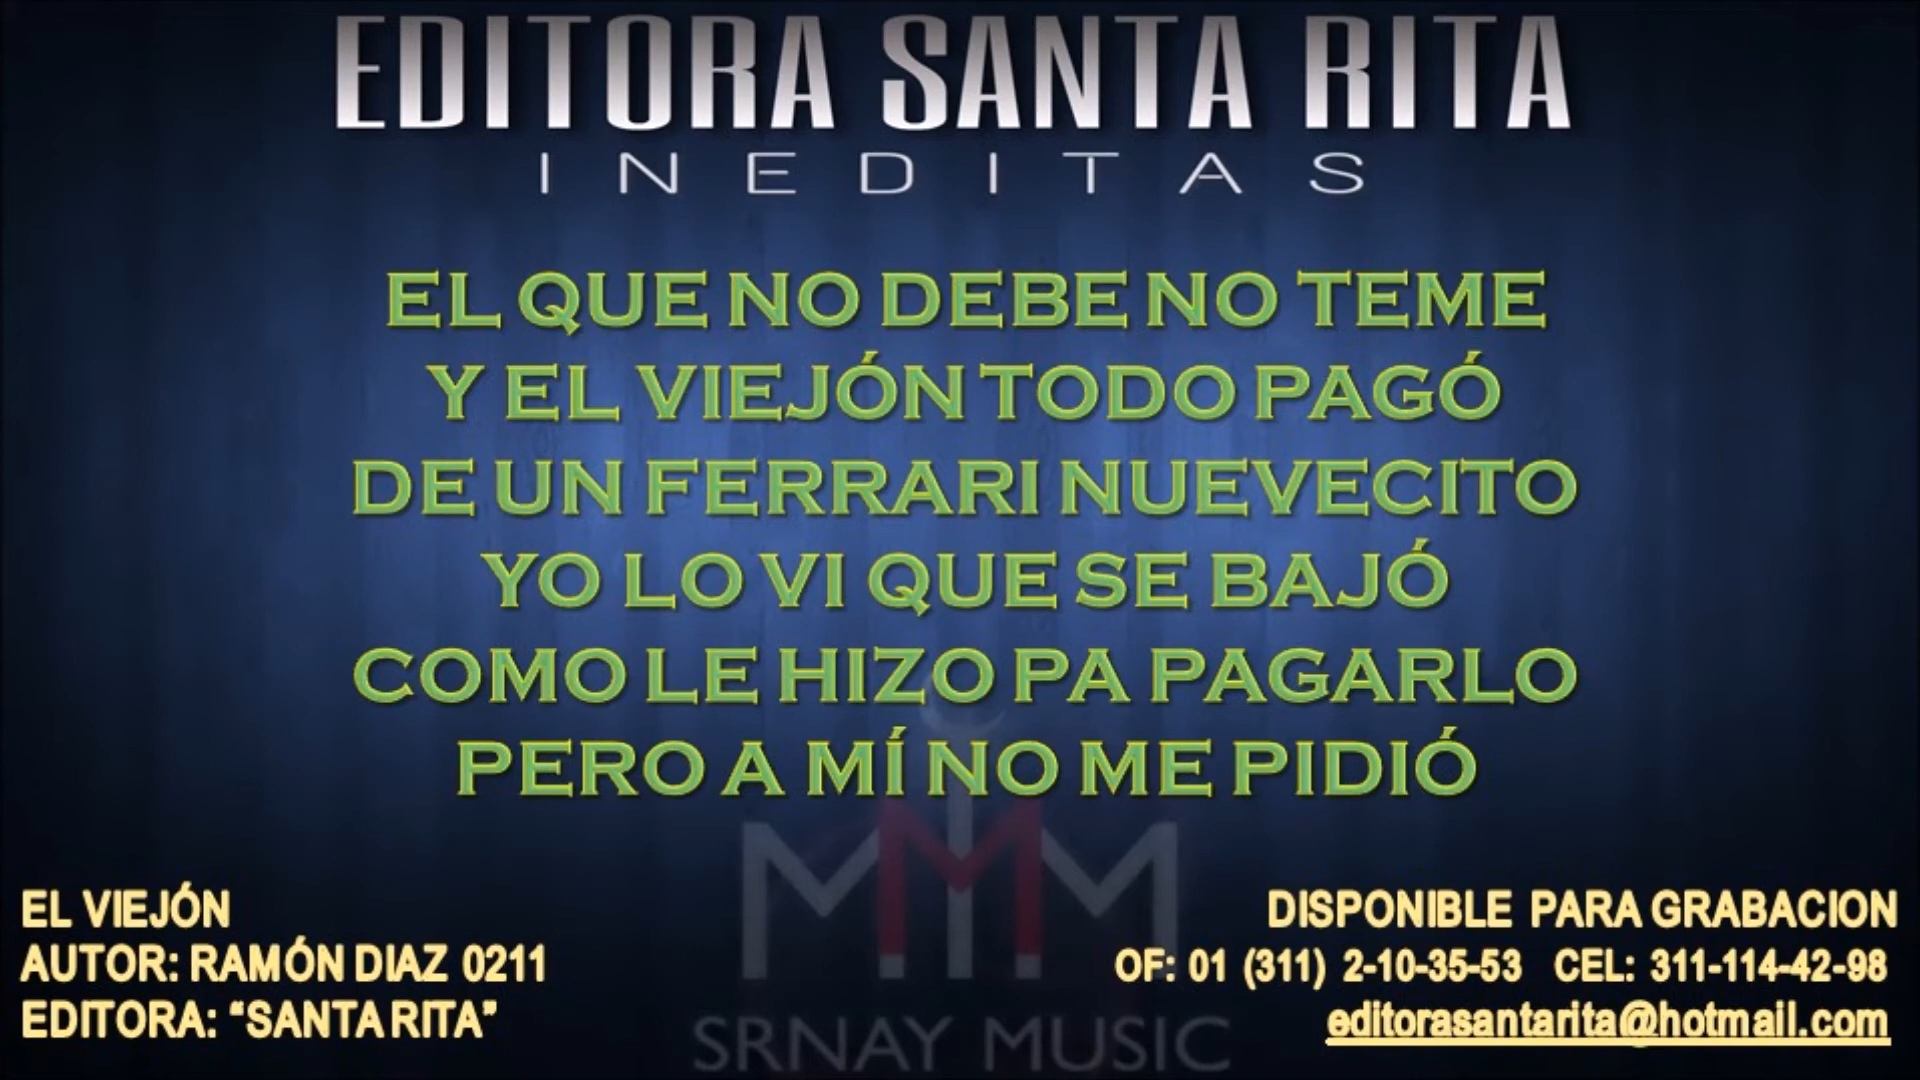 EDITORA SANTA RITA
INEDITAS
EL QUE NO DEBE NO TEME
Y EL VIEJÓN TODO PAGÓ
DE UN FERRARI NUEVECITO
YO LO VI QUE SE BAJÓ
COMO LE HIZO PA PAGARLO
PERO A MÍ NO ME PIDIÓ
EL VIEJÓN
AUTOR: RAMÓN DIAZ 0211
EDITORA: “SANTA RITA”
DISPONIBLE PARA GRABACION
OF: 01 (311) 2-10-35-53 CEL: 311-114-42-98
editorasantarita@hotmail.com
SRNAY MUSIC